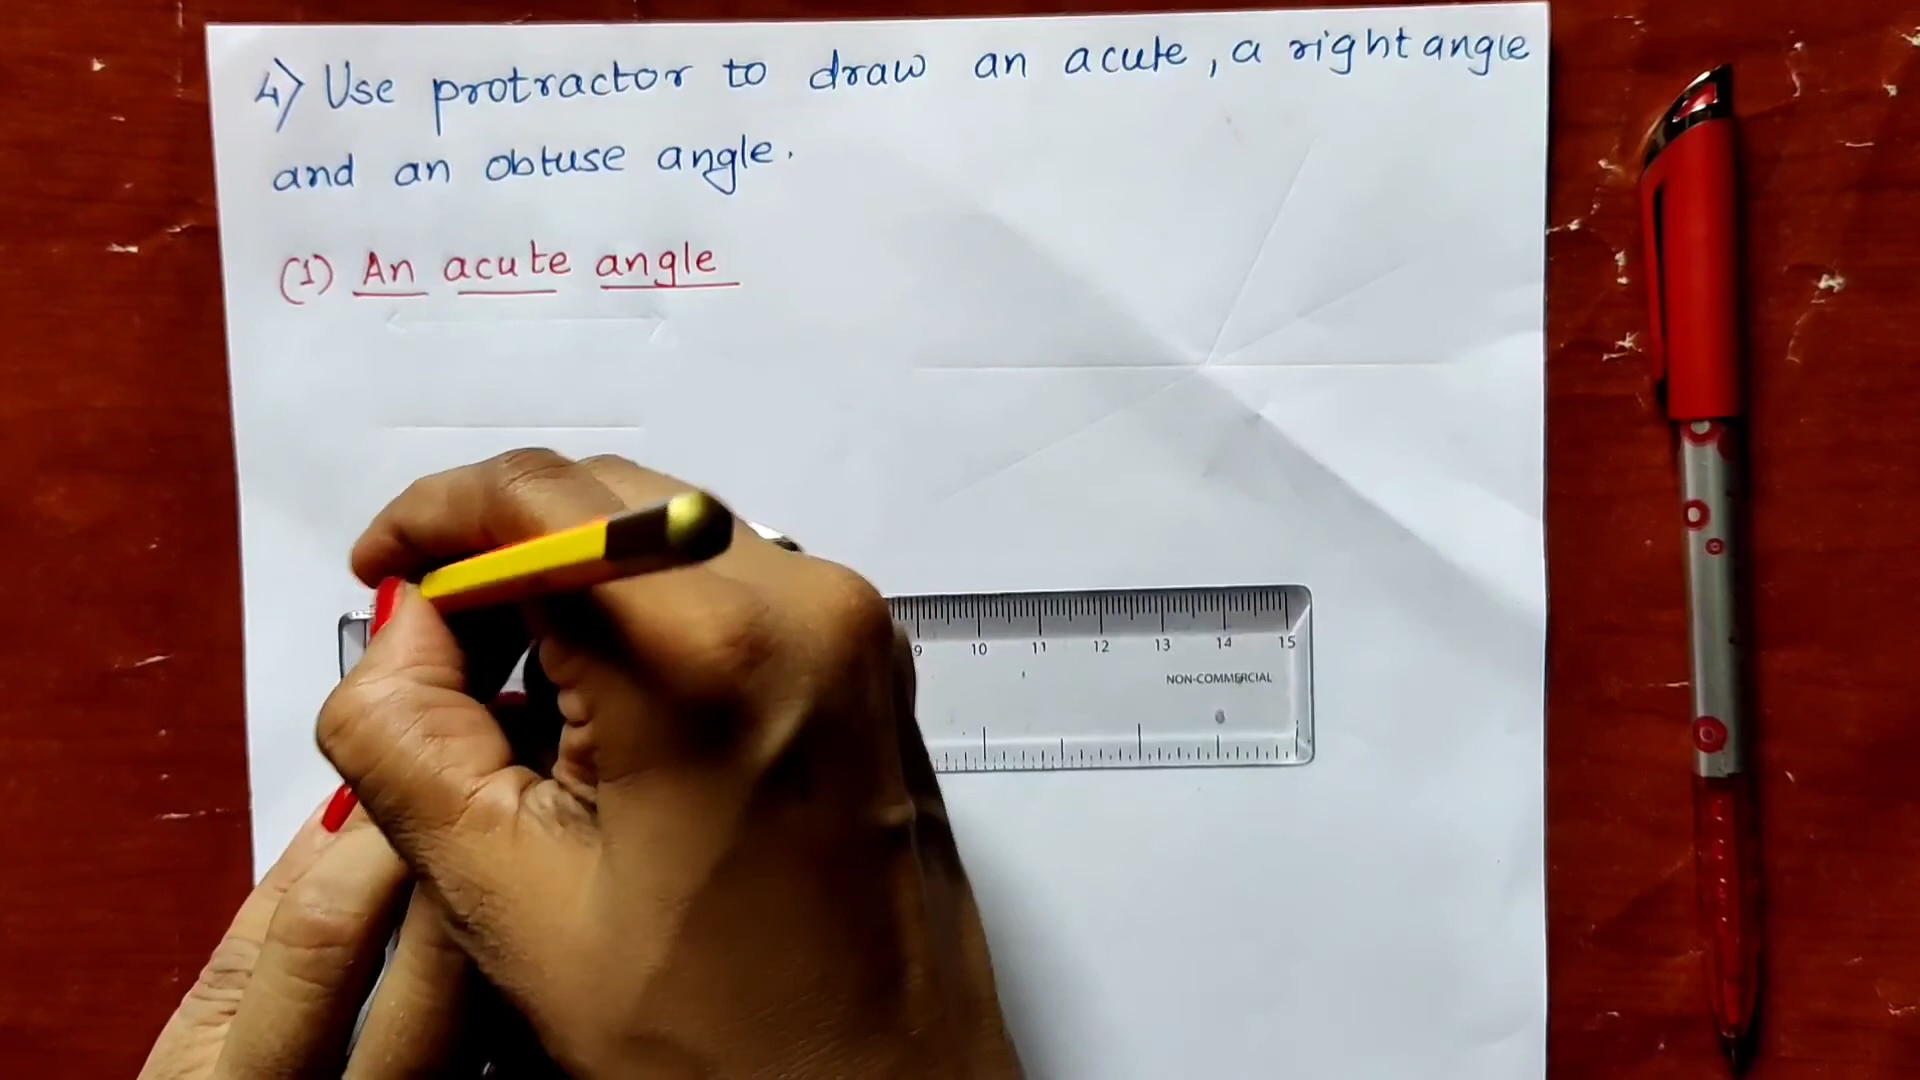 4) Use protractor to draw an acute, a right angle
and an obtuse angle.
(1) An acute angle
9 10 11 12 13 14 15
NON-COMMERCIAL